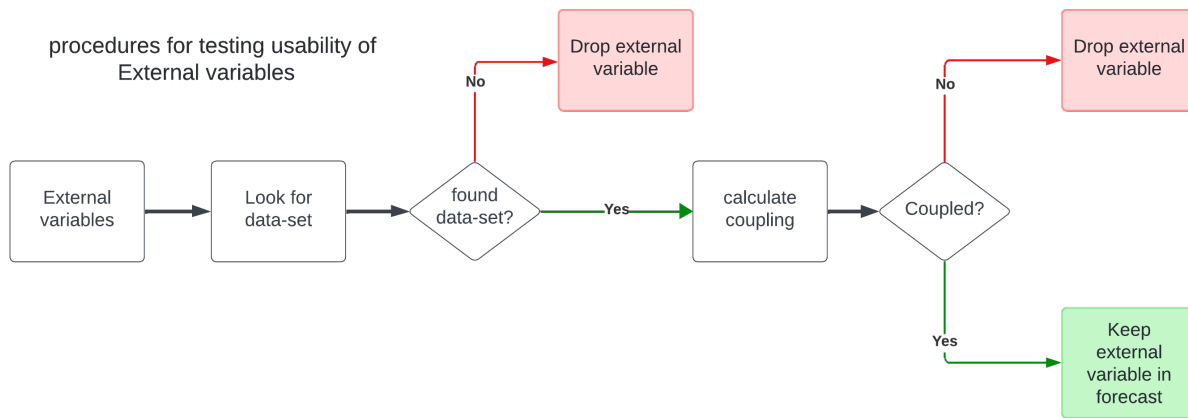 procedures for testing usability of
External variables
Drop external
variable
Drop external
variable
No
No
External
variables
Look for
data-set
found
data-set?
Yes
calculate
coupling
Coupled?
Yes
Keep
external
variable in
forecast